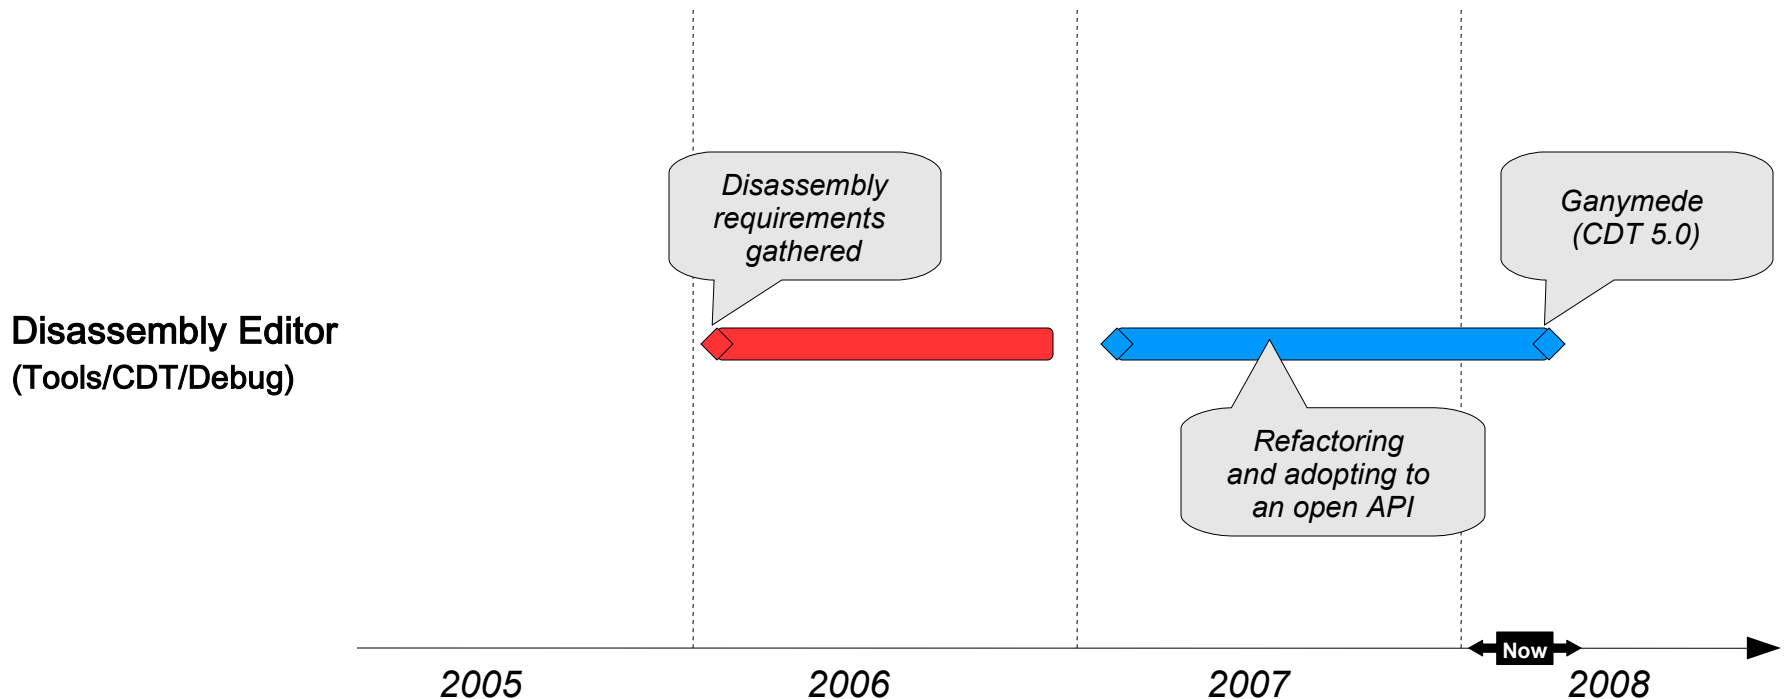 Disassembly
requirements
gathered
Ganymede
(CDT 5.0)
Disassembly Editor
(Tools/CDT/Debug)
Refactoring
and adopting to
an open API
Now
2005
2006
2007
2008